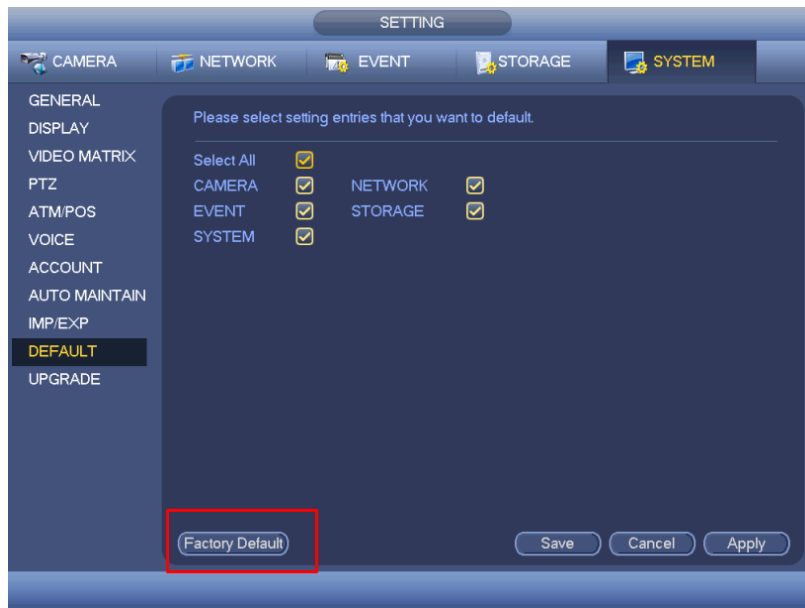 SETTING
CAMERA NETWORK EVENT STORAGE SYSTEM
GENERAL
DISPLAY
VIDEO MATRIX
PTZ
ATM/POS
VOICE
ACCOUNT
AUTO MAINTAIN
IMP/EXP
DEFAULT
UPGRADE
Please select setting entries that you want to default.
Select All
CAMERA NETWORK
EVENT STORAGE
SYSTEM
Factory Default Save Cancel Apply